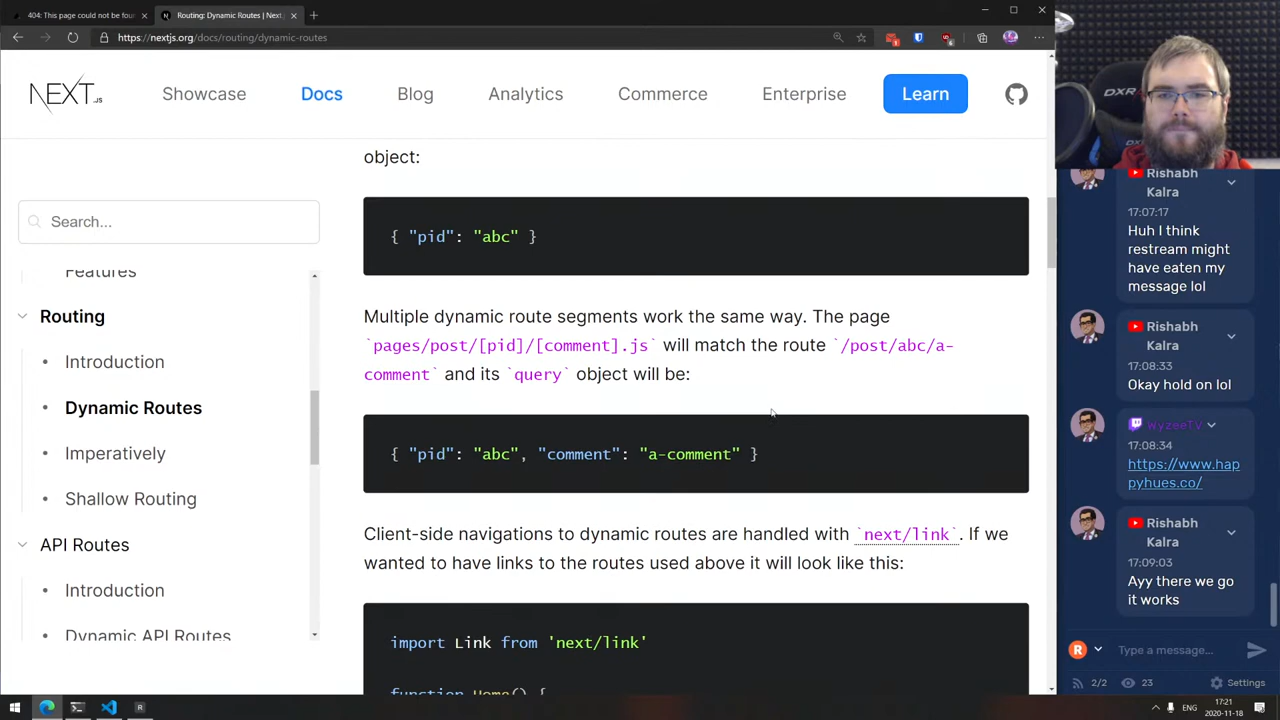 404: This page could not be fou
Routing: Dynamic Routes | Next
https://nextjs.org/docs/routing/dynamic-routes
NEXT.JS
Showcase
Docs
Blog
Analytics
Commerce
Enterprise
Learn
Search...
Features
Routing
Introduction
Dynamic Routes
Imperatively
Shallow Routing
API Routes
Introduction
Dynamic API Routes
object:
{ "pid": "abc" }
Multiple dynamic route segments work the same way. The page
`pages/post/[pid]/[comment].js` will match the route `/post/abc/a-
comment` and its `query` object will be:
{ "pid": "abc", "comment": "a-comment" }
Client-side navigations to dynamic routes are handled with `next/link`. If we
wanted to have links to the routes used above it will look like this:
import Link from 'next/link'
function Home() {
DXR
Rishabh
Kalra
17:07:17
Huh I think
restream might
have eaten my
message lol
Rishabh
Kalra
17:08:33
Okay hold on lol
WyzeeTV
17:08:34
https://www.hap
pyhues.co/
Rishabh
Kalra
17:09:03
Ayy there we go
it works
R
Type a message...
2/2
23
Settings
R
ENG
17:21
2020-11-18